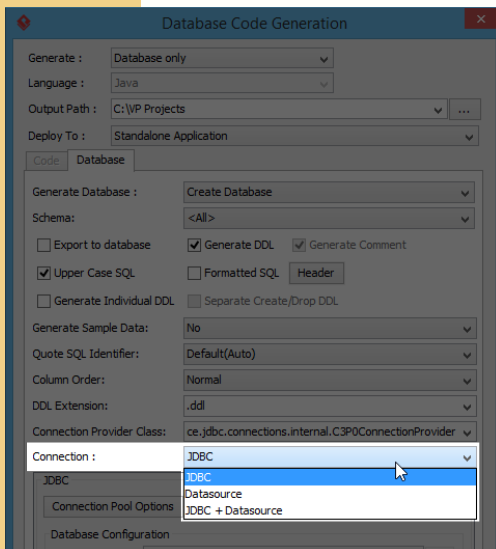 Database Code Generation
Generate : Database only
Language : Java
Output Path : C:\VP Projects ...
Deploy To : Standalone Application
Code Database
Generate Database : Create Database
Schema: <All>
Export to database Generate DDL Generate Comment
Upper Case SQL Formatted SQL Header
Generate Individual DDL Separate Create/Drop DDL
Generate Sample Data: No
Quote SQL Identifier: Default(Auto)
Column Order: Normal
DDL Extension: .ddl
Connection Provider Class: ce.jdbc.connections.internal.C3P0ConnectionProvider
Connection : JDBC
JDBC JDBC
Datasource
Connection Pool Options JDBC + Datasource
Database Configuration